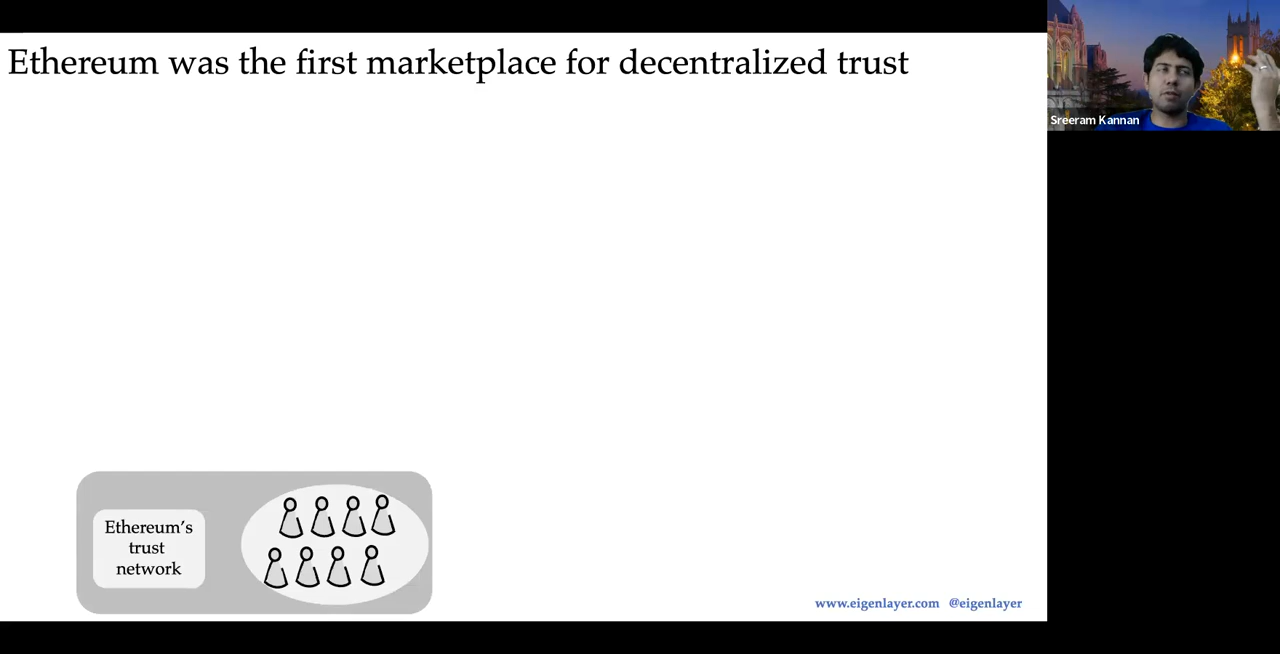 Ethereum was the first marketplace for decentralized trust
Sreeram Kannan
Ethereum's
trust
network
www.eigenlayer.com @eigenlayer